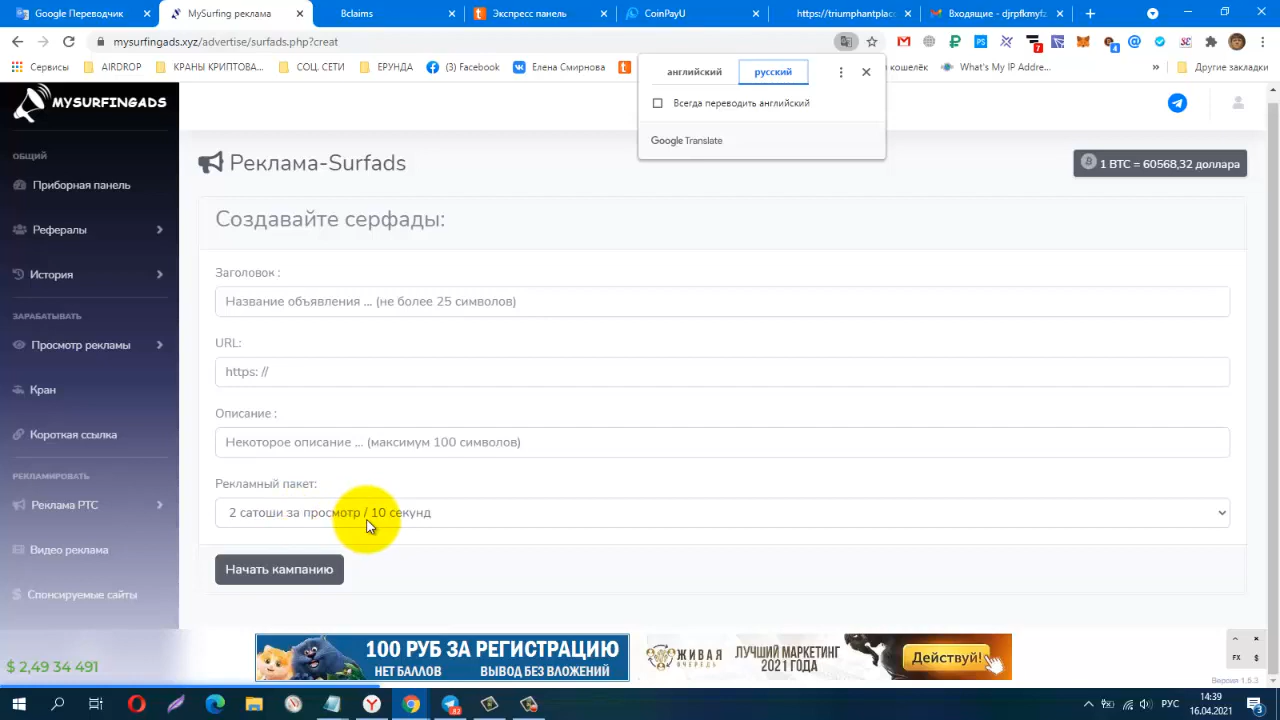 Google Переводчик
MySurfing реклама
Bclaims
Экспресс панель
CoinPayU
https://triumphantplac
Входящие - djrpfkmyf
mysurfingads.xyz/advertise/surfads.php?creat
Сервисы
AIRDROP
КРАНЫ КРИПТОВА...
СОЦ. СЕТИ
ЕРУНДА
(3) Facebook
Елена Смирнова
кошелёк
What's My IP Addre...
»
Другие закладки
английский
русский
Всегда переводить английский
Google Translate
MYSURFINGADS
ОБЩИЙ
Приборная панель
Рефералы
История
ЗАРАБАТЫВАТЬ
Просмотр рекламы
Кран
Короткая ссылка
РЕКЛАМИРОВАТЬ
Реклама PTC
Видео реклама
Спонсируемые сайты
$ 2,49 34 491
Реклама-Surfads
1 BTC = 60568,32 доллара
Создавайте серфады:
Заголовок :
Название объявления ... (не более 25 символов)
URL:
https: //
Описание :
Некоторое описание ... (максимум 100 символов)
Рекламный пакет:
2 сатоши за просмотр / 10 секунд
Начать кампанию
100 РУБ ЗА РЕГИСТРАЦИЮ
НЕТ БАЛЛОВ ВЫВОД БЕЗ ВЛОЖЕНИЙ
ЖИВАЯ
ОЧЕРЕДЬ
ЛУЧШИЙ МАРКЕТИНГ
2021 ГОДА
Действуй!
FX $
Версия 1.5.3
РУС
14:39
16.04.2021